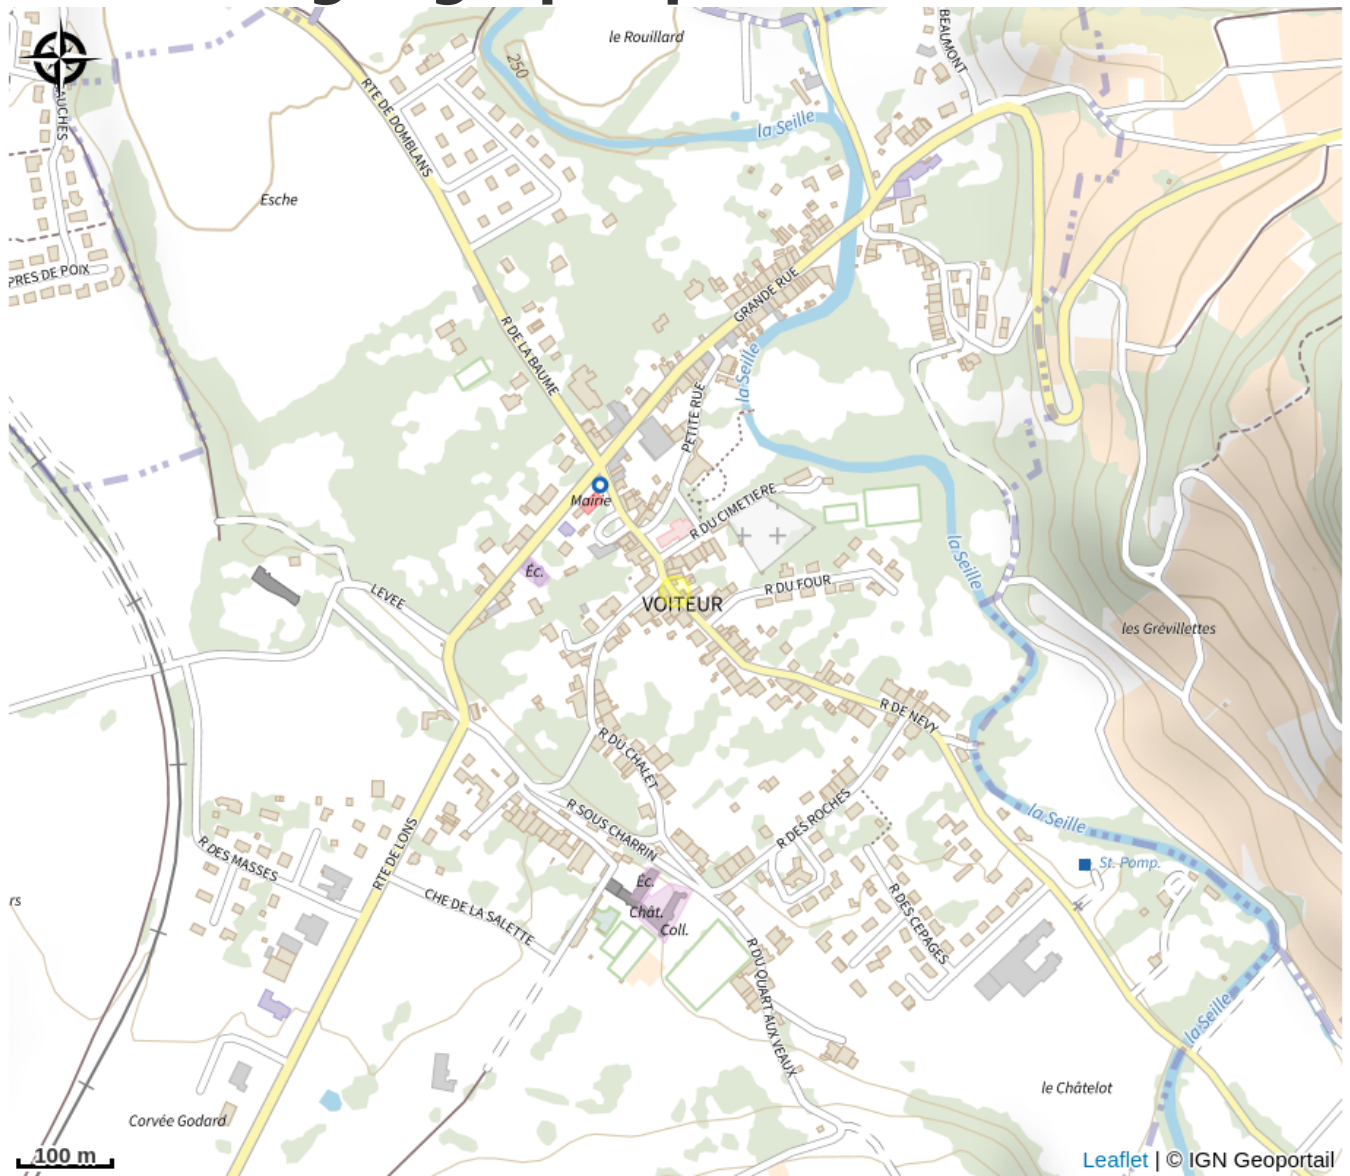 le Rouillard
BEAUMONT
250
AUCHES
RTE DE DOMBLANS
la Seille
Esche
PRES DE POIX
GRANDE RUE
R DE LA BAUME
la Seille
PETITE RUE
Mairie
R DU CIMETIERE
la Seille
Éc.
R DU FOUR
LEVEE
VOITEUR
les Grévillettes
R DE NEVY
R DU CHALET
R SOUS CHARRIN
R DES ROCHES
la Seille
RTE DE LONS
R DES MASSES
St. Pomp.
Éc.
CHE DE LA SALETTE
Chât.
R DES CEPAGES
rs
Coll.
R DU QUART AUX VEAUX
la Seille
le Châtelot
Corvée Godard
100 m
Leaflet | © IGN Geoportail